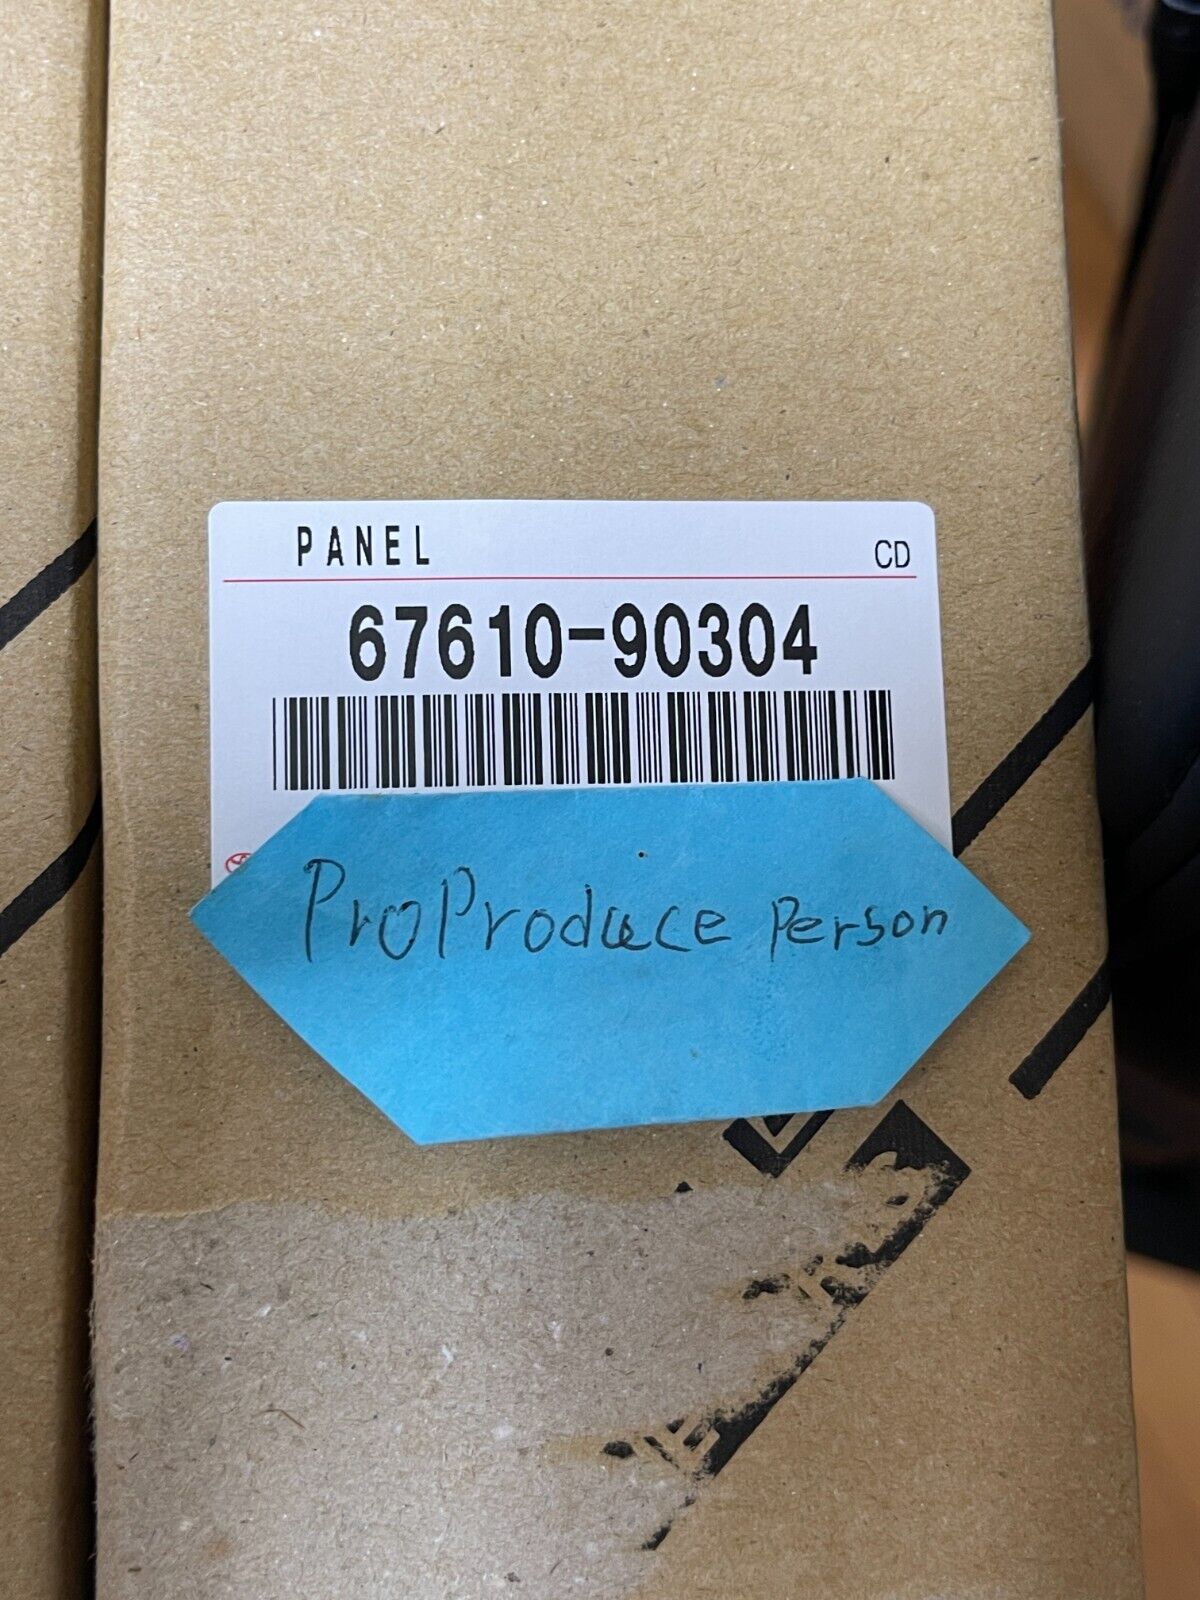 PANEL
CD
67610-90304
ProProduce Person